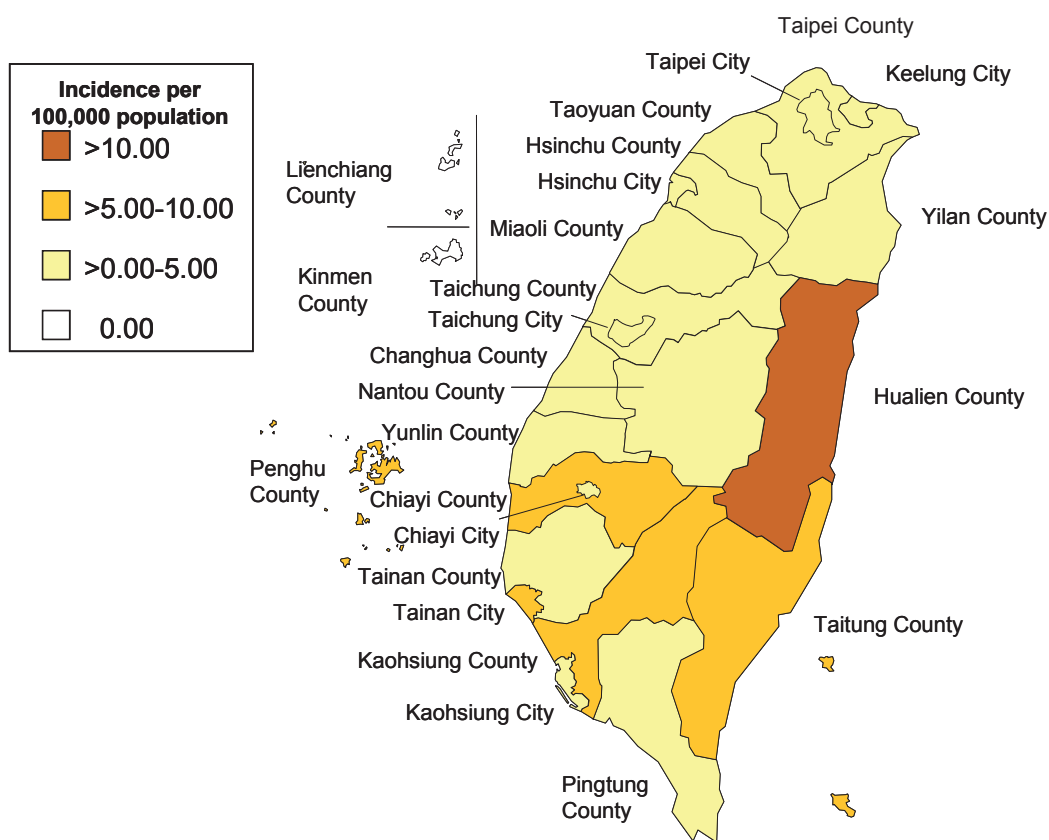 Taipei County
Taipei City
Keelung City
Incidence per
100,000 population
>10.00
>5.00-10.00
>0.00-5.00
0.00
Taoyuan County
Hsinchu County
Hsinchu City
Lienchiang
County
Yilan County
Miaoli County
Kinmen
County
Taichung County
Taichung City
Changhua County
Nantou County
Hualien County
Yunlin County
Penghu
County
Chiayi County
Chiayi City
Tainan County
Tainan City
Taitung County
Kaohsiung County
Kaohsiung City
Pingtung
County